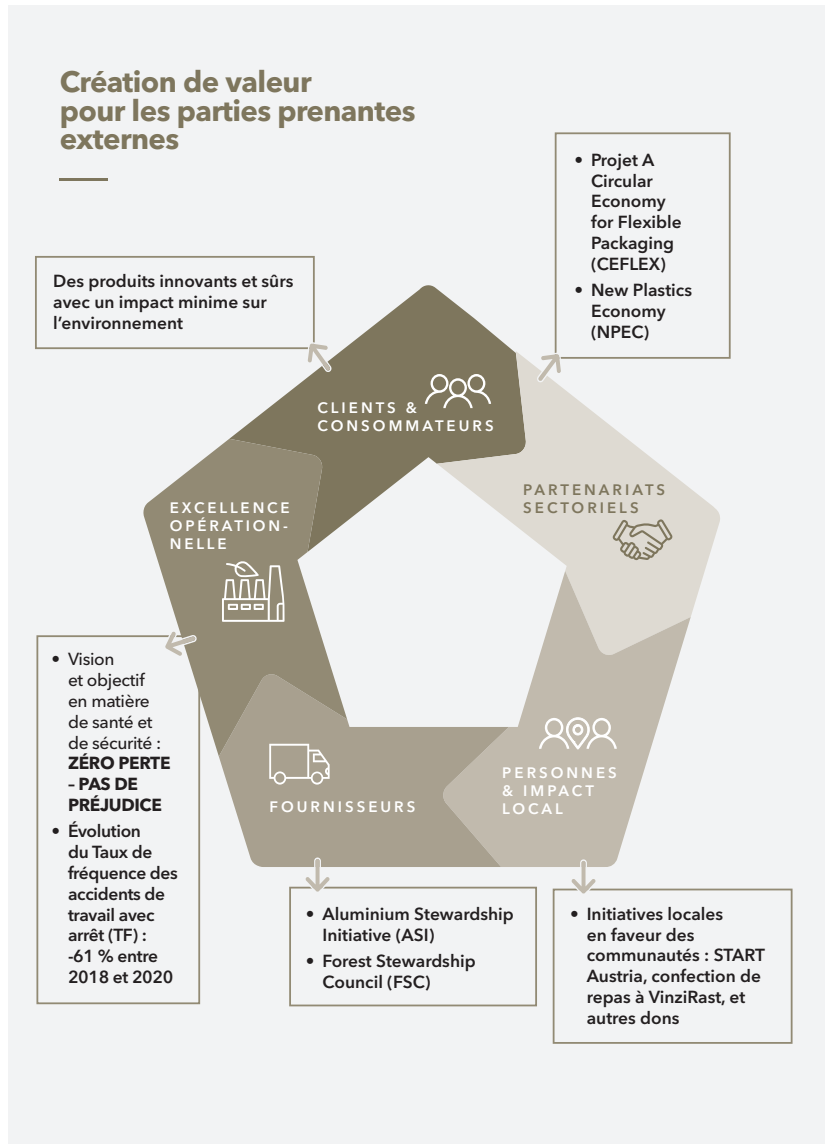 Création de valeur
pour les parties prenantes
externes
• Projet A
Circular
Economy
for Flexible
Packaging
(CEFLEX)
• New Plastics
Economy
(NPEC)
Des produits innovants et sûrs
avec un impact minime sur
l'environnement
CLIENTS &
CONSOMMATEURS
PARTENARIATS
SECTORIELS
EXCELLENCE
OPÉRATION-
NELLE
• Vision
et objectif
en matière
de santé et
de sécurité :
ZÉRO PERTE
– PAS DE
PRÉJUDICE
• Évolution
du Taux de
fréquence des
accidents de
travail avec
arrêt (TF) :
-61 % entre
2018 et 2020
FOURNISSEURS
PERSONNES
& IMPACT
LOCAL
• Aluminium Stewardship
Initiative (ASI)
• Forest Stewardship
Council (FSC)
• Initiatives locales
en faveur des
communautés : START
Austria, confection de
repas à VinziRast, et
autres dons